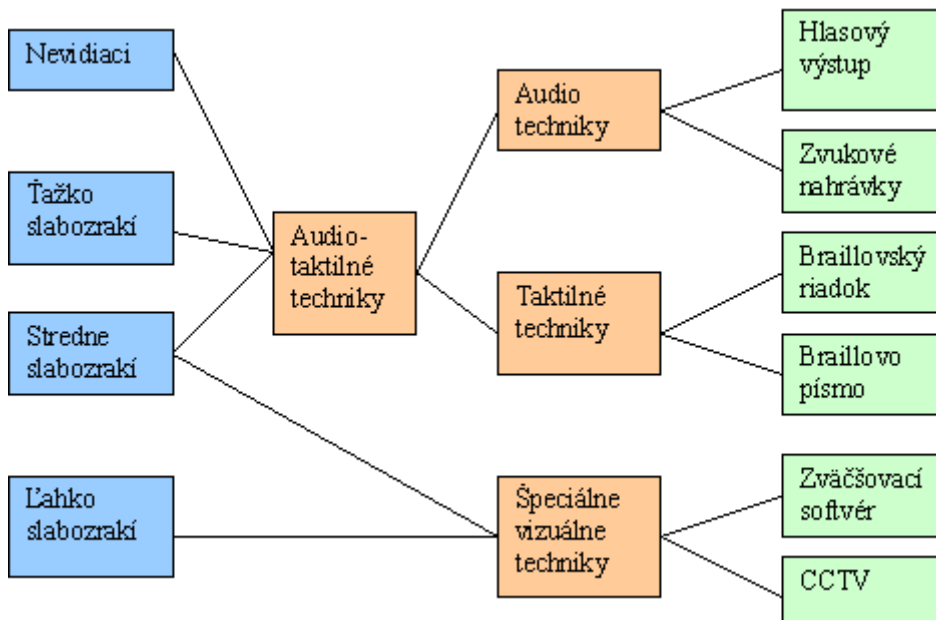 Nevidiaci
Ťažko
slabozrakí
Stredne
slabozrakí
Ľahko
slabozrakí
Audio-
taktilné
techniky
Audio
techniky
Taktilné
techniky
Špeciálne
vizuálne
techniky
Hlasový
výstup
Zvukové
nahrávky
Braillovský
riadok
Braillovo
písmo
Zväčšovací
softvér
CCTV